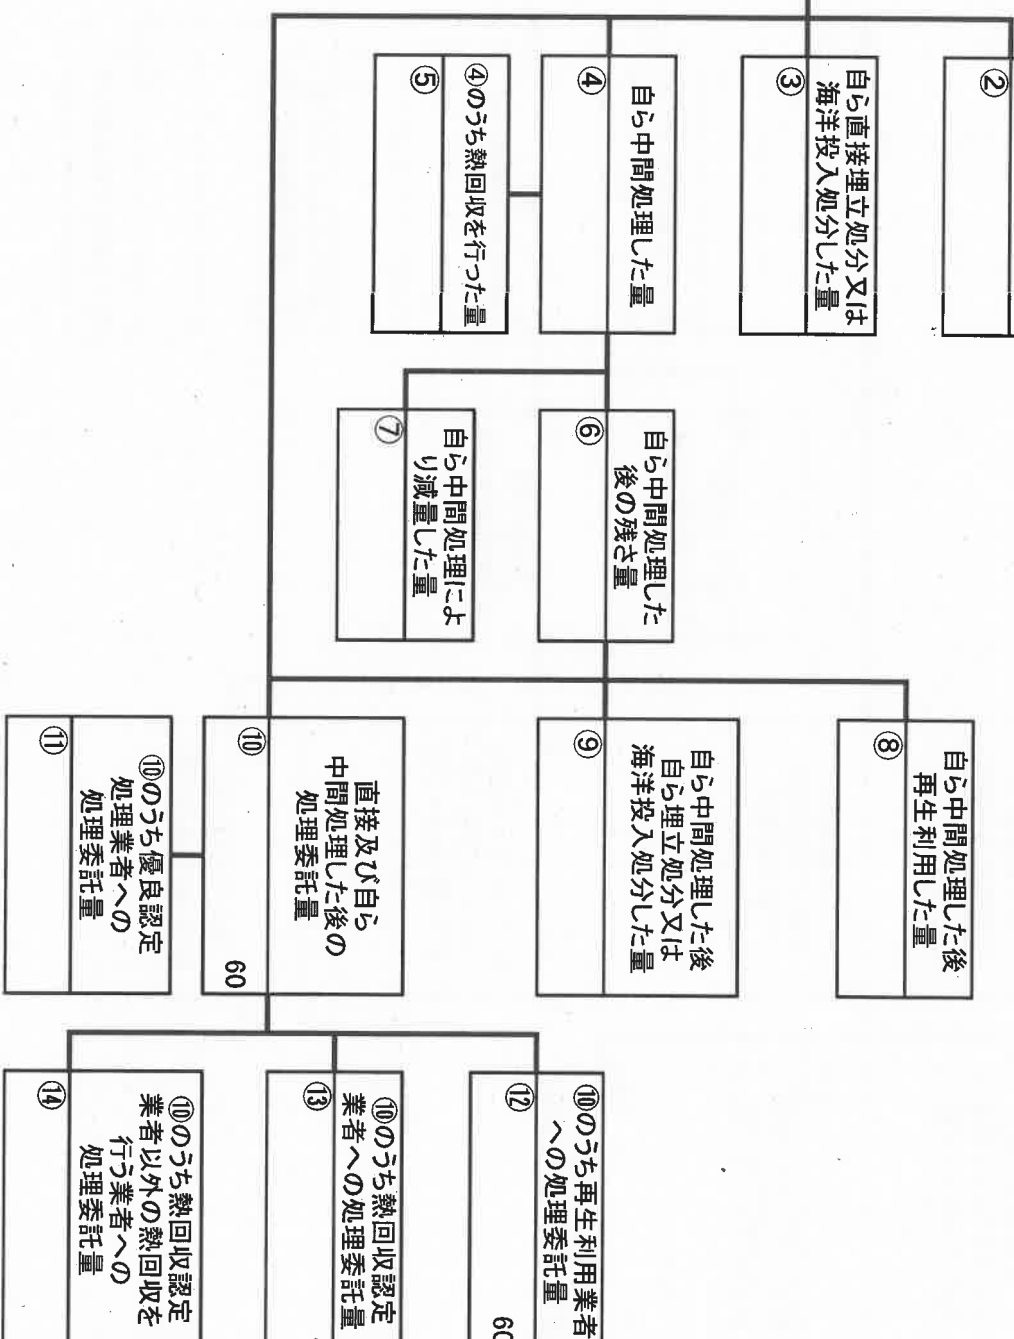 ②
自ら直接埋立処分又は
海洋投入処分した量
③
自ら中間処理した量
④
④のうち熱回収を行った量
⑤
自ら中間処理した
後の残さ量
⑥
自ら中間処理によ
り減量した量
⑦
自ら中間処理した後
再生利用した量
⑧
自ら中間処理した後
自ら埋立処分又は
海洋投入処分した量
⑨
直接及び自ら
中間処理した後の
処理委託量
⑩
60
⑩のうち優良認定
処理業者への
処理委託量
⑪
⑩のうち再生利用業者
への処理委託量
⑫
60
⑩のうち熱回収認定
業者への処理委託量
⑬
⑩のうち熱回収認定
業者以外の熱回収を
行う業者への
処理委託量
⑭